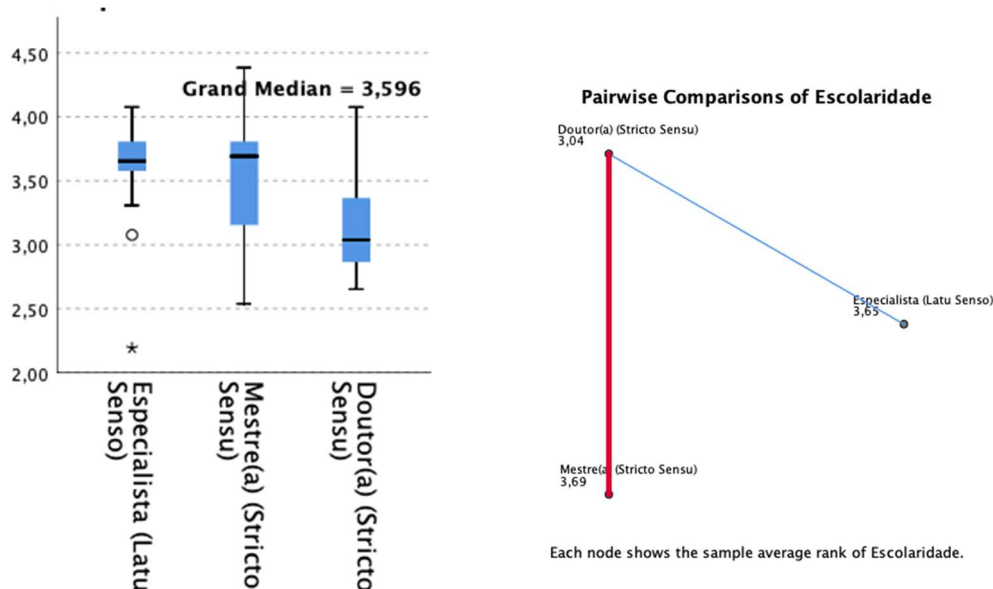 4,50
Grand Median = 3,596
4,00
3,50
3,00
2,50
2,00
Especialista (Latu
Senso)
Mestre(a) (Stricto
Sensu)
Doutor(a) (Stricto
Sensu)
Pairwise Comparisons of Escolaridade
Doutor(a) (Stricto Sensu)
3,04
Especialista (Latu Senso)
3,65
Mestre(a) (Stricto Sensu)
3,69
Each node shows the sample average rank of Escolaridade.